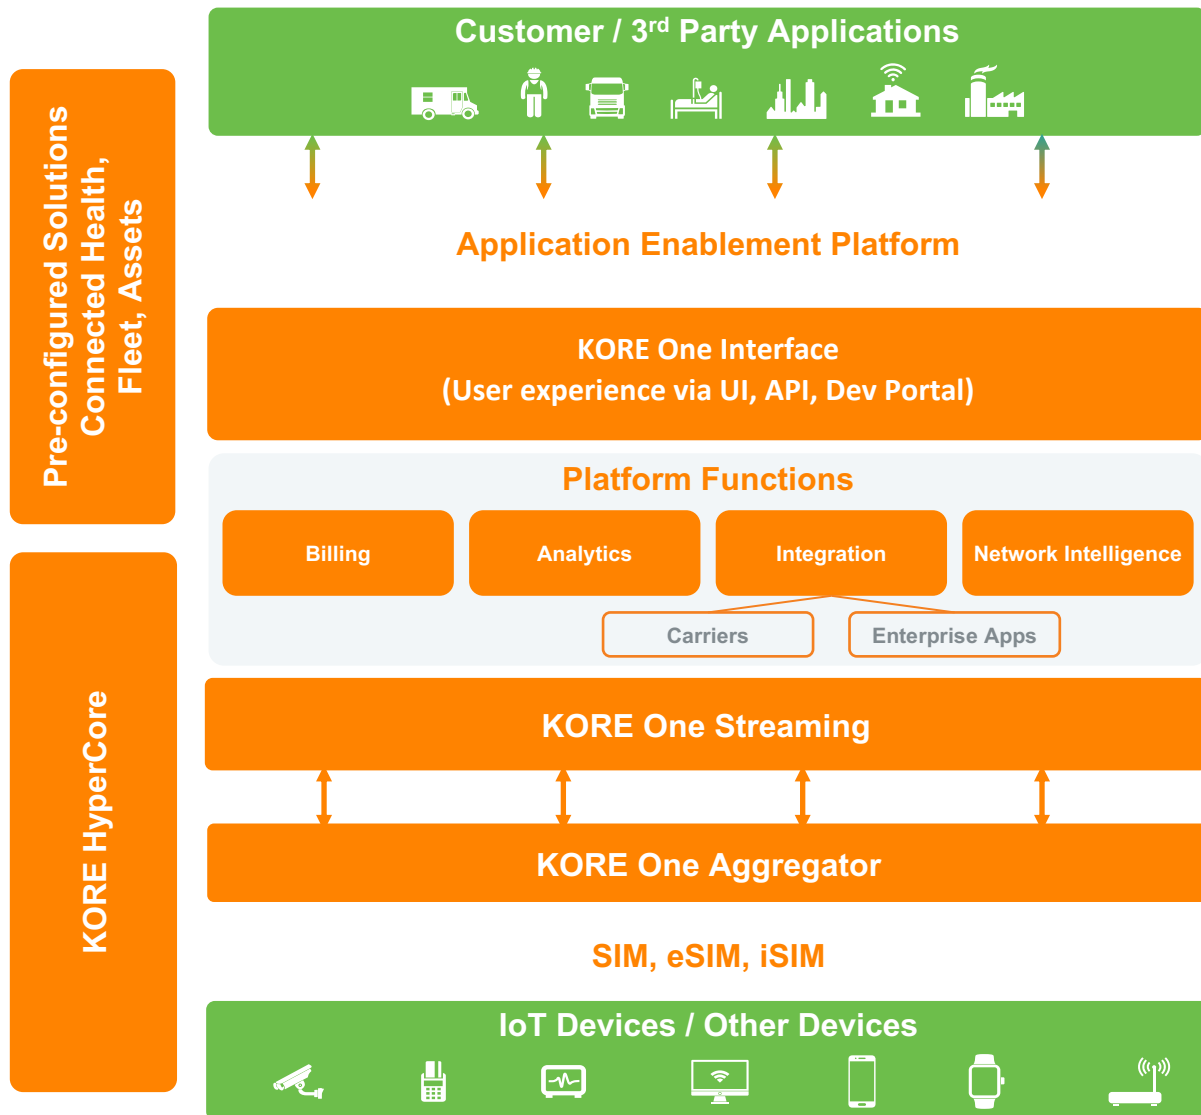 Customer / 3rd Party Applications
Pre-configured Solutions
Connected Health,
Fleet, Assets
Application Enablement Platform
KORE One Interface
(User experience via UI, API, Dev Portal)
Platform Functions
Billing
Analytics
Integration
Network Intelligence
Carriers
Enterprise Apps
KORE HyperCore
KORE One Streaming
KORE One Aggregator
SIM, eSIM, iSIM
IoT Devices / Other Devices